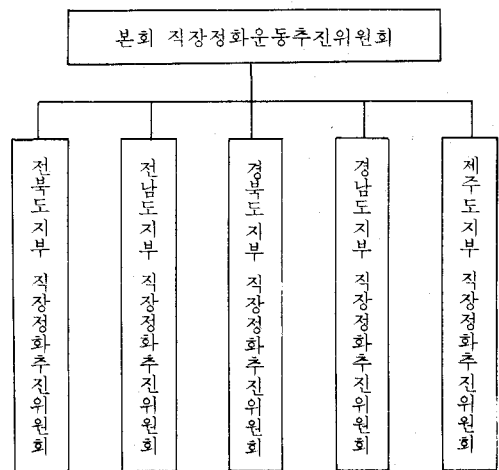 본회 직장정화운동추진위원회
전북도지부 직장정화추진위원회
전남도지부 직장정화추진위원회
경북도지부 직장정화추진위원회
경남도지부 직장정화추진위원회
제주도지부 직장정화추진위원회